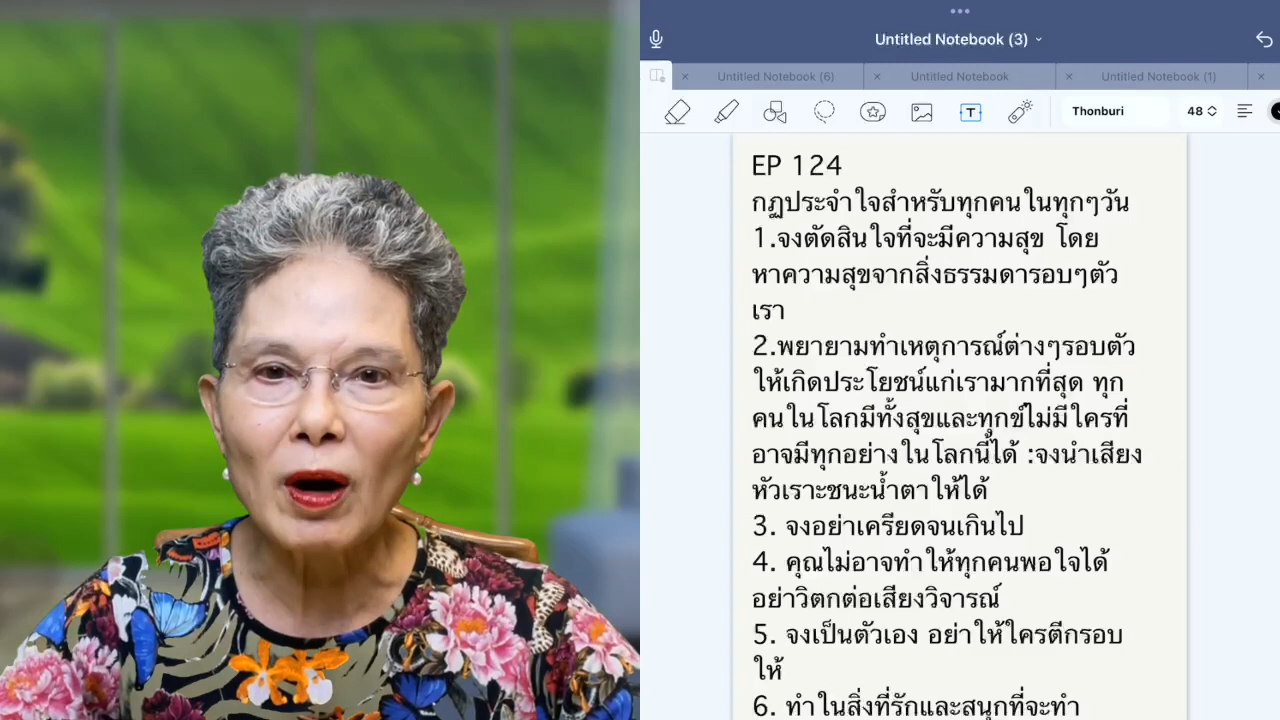 Untitled Notebook (3)
Untitled Notebook (6)
Untitled Notebook
Untitled Notebook (1)
Thonburi
48
EP 124
กฏประจำใจสำหรับทุกคนในทุกๆวัน
1.จงตัดสินใจที่จะมีความสุข โดย
หาความสุขจากสิ่งธรรมดารอบๆตัว
เรา
2.พยายามทำเหตุการณ์ต่างๆรอบตัว
ให้เกิดประโยชน์แก่เรามากที่สุด ทุก
คนในโลกมีทั้งสุขและทุกข์ไม่มีใครที่
อาจมีทุกอย่างในโลกนี้ได้ :จงนำเสียง
หัวเราะชนะน้ำตาให้ได้
3. จงอย่าเครียดจนเกินไป
4. คุณไม่อาจทำให้ทุกคนพอใจได้
อย่าวิตกต่อเสียงวิจารณ์
5. จงเป็นตัวเอง อย่าให้ใครตีกรอบ
ให้
6. ทำในสิ่งที่รักและสนุกที่จะทำ